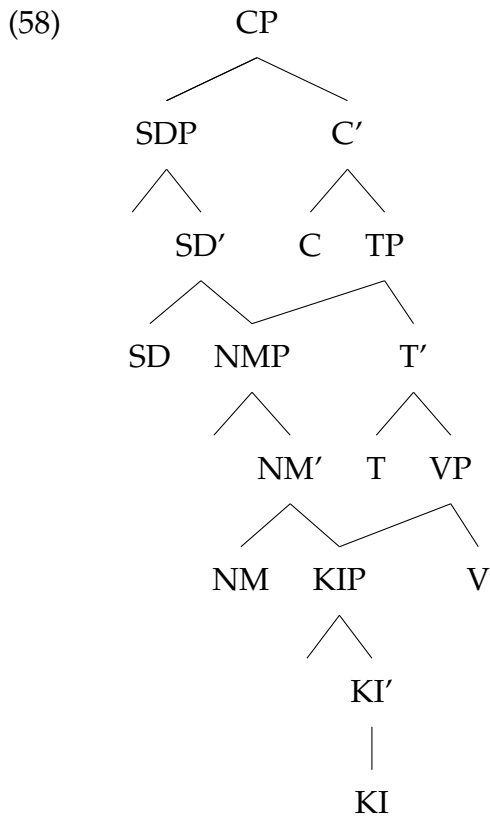 (58) CP
SDP C’
SD’ C TP
SD NMP T’
NM’ T VP
NM KIP V
KI’
KI